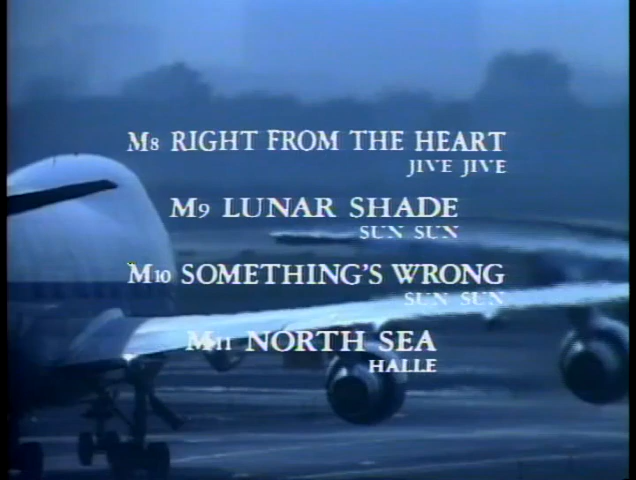 M8 RIGHT FROM THE HEART
JIVE JIVE
M9 LUNAR SHADE
SUN SUN
M10 SOMETHING'S WRONG
SUN SUN
M11 NORTH SEA
HALLE